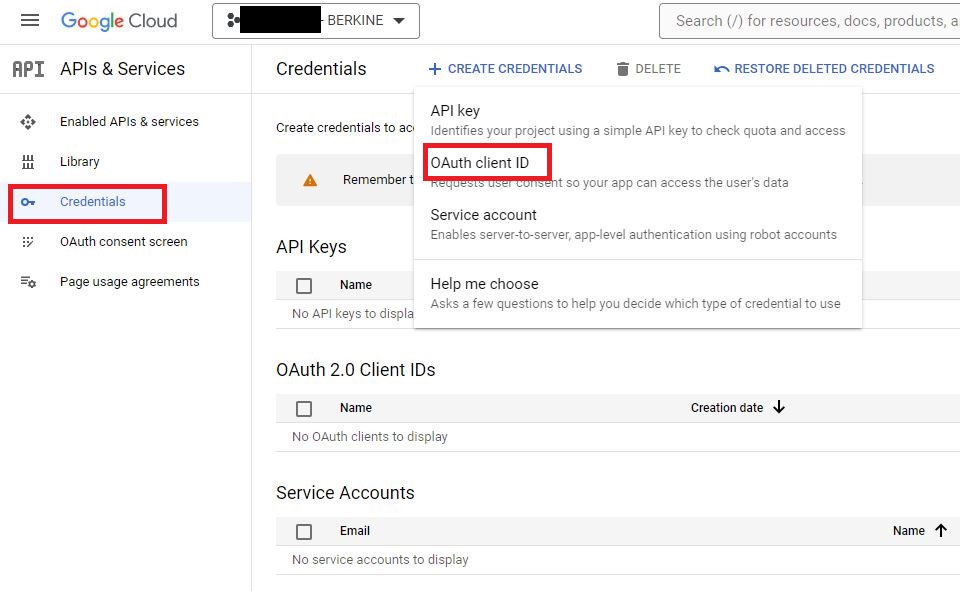 Google Cloud
- BERKINE
Search (/) for resources, docs, products, a
API APIs & Services
Credentials
+ CREATE CREDENTIALS
DELETE
RESTORE DELETED CREDENTIALS
Enabled APIs & services
Library
Credentials
OAuth consent screen
Page usage agreements
Create credentials to acc
Remember t
API key
Identifies your project using a simple API key to check quota and access
OAuth client ID
Requests user consent so your app can access the user's data
Service account
Enables server-to-server, app-level authentication using robot accounts
Help me choose
Asks a few questions to help you decide which type of credential to use
API Keys
Name
No API keys to displa
OAuth 2.0 Client IDs
Name Creation date
No OAuth clients to display
Service Accounts
Email Name
No service accounts to display